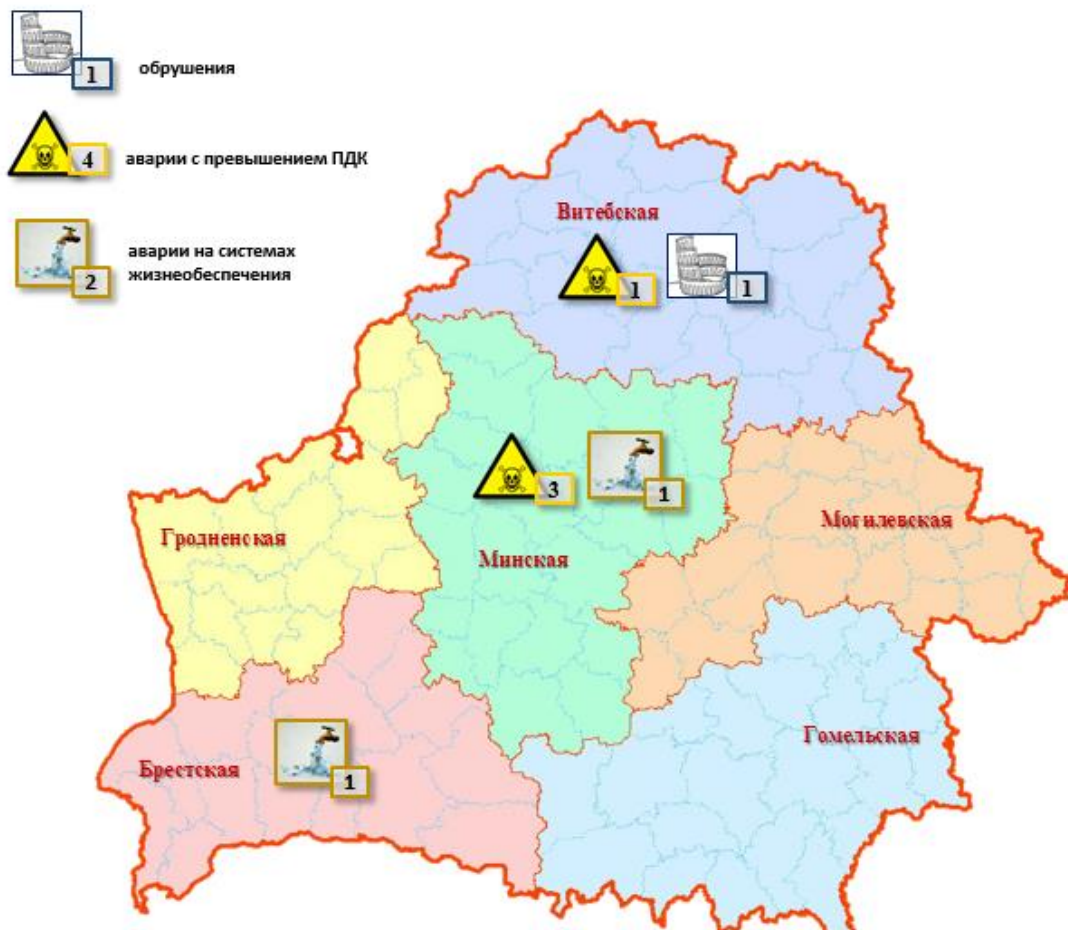 1
обрушения
4
аварии с превышением ПДК
2
аварии на системах
жизнеобеспечения
Витебская
1
1
3
1
Гродненская
Минская
Могилевская
Гомельская
Брестская
1